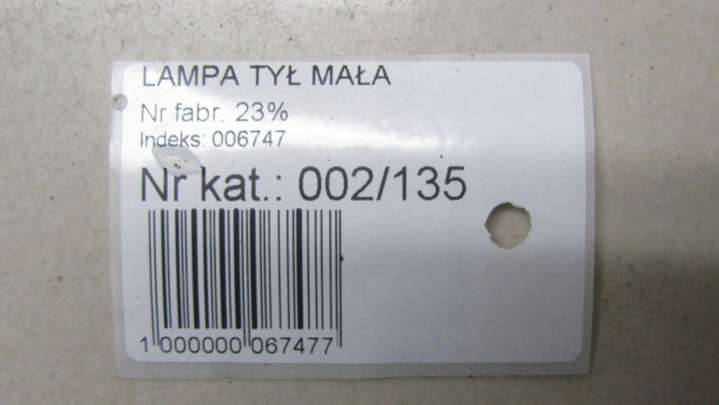 LAMPA TYŁ MAŁA
Nr fabr. 23%
Indeks: 006747
Nr kat.: 002/135
1 000000 067477